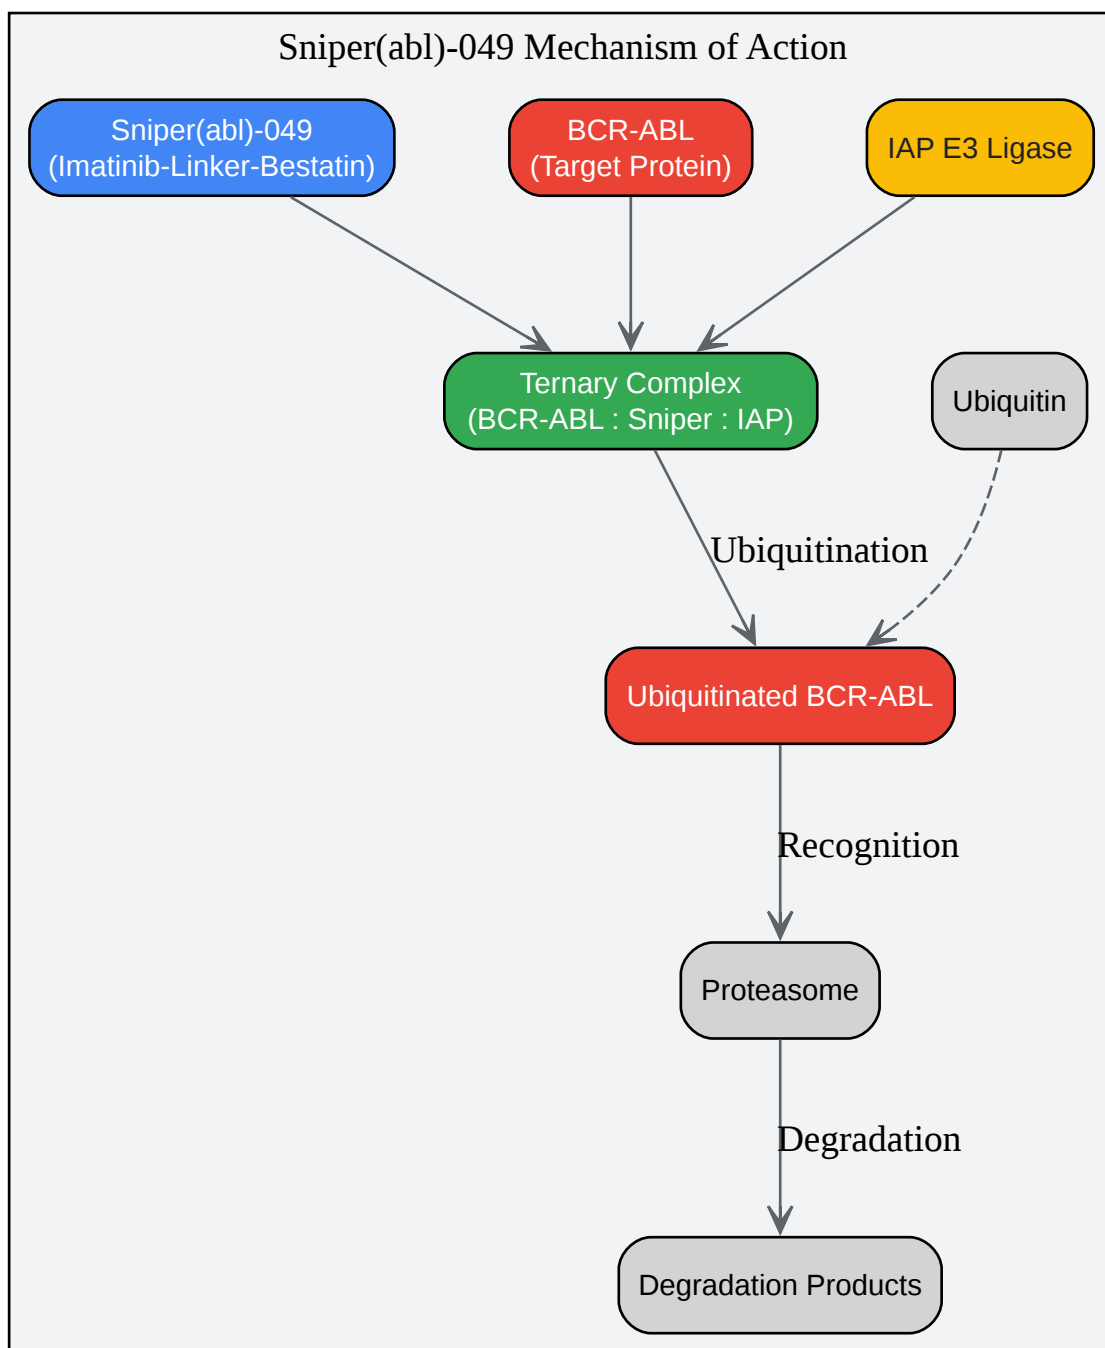 Sniper(abl)-049 Mechanism of Action
Sniper(abl)-049
(Imatinib-Linker-Bestatin)
BCR-ABL
(Target Protein)
IAP E3 Ligase
Ternary Complex
(BCR-ABL : Sniper : IAP)
Ubiquitin
Ubiquitination
Ubiquitinated BCR-ABL
Recognition
Proteasome
Degradation
Degradation Products